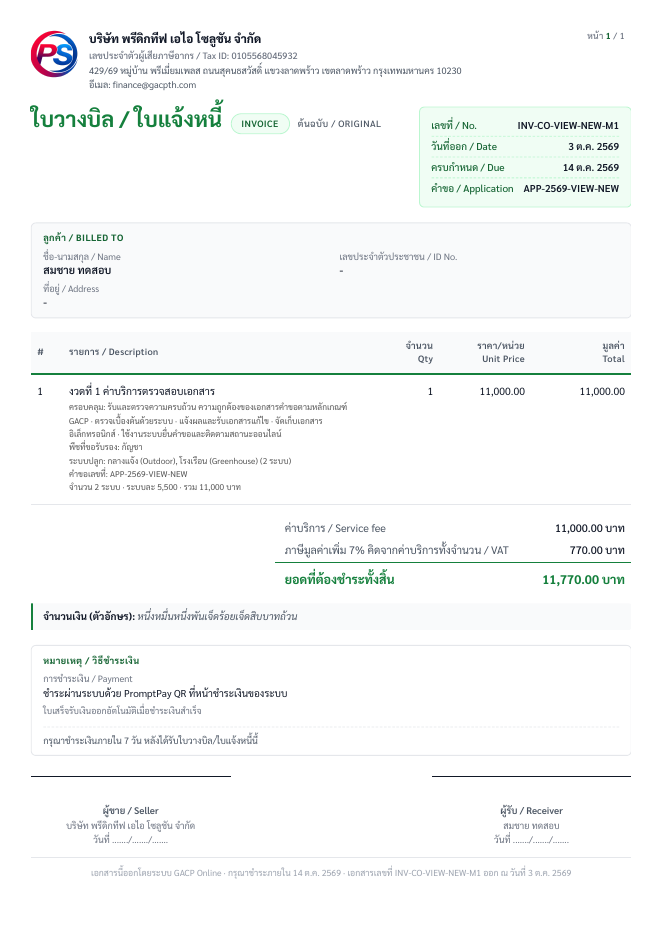 PS
บริษัท พรีดิกทีฟ เอไอ โซลูชัน จำกัด
หน้า 1 / 1
เลขประจำตัวผู้เสียภาษีอากร / Tax ID: 0105568045932
429/69 หมู่บ้าน พรีเมี่ยมเพลส ถนนสุคนธสวัสดิ์ แขวงลาดพร้าว เขตลาดพร้าว กรุงเทพมหานคร 10230
อีเมล: finance@gacpth.com
ใบวางบิล / ใบแจ้งหนี้ INVOICE ต้นฉบับ / ORIGINAL
เลขที่ / No. INV-CO-VIEW-NEW-M1
วันที่ออก / Date 3 ต.ค. 2569
ครบกำหนด / Due 14 ต.ค. 2569
คำขอ / Application APP-2569-VIEW-NEW
ลูกค้า / BILLED TO
ชื่อ-นามสกุล / Name เลขประจำตัวประชาชน / ID No.
สมชาย ทดสอบ -
ที่อยู่ / Address
-
# รายการ / Description จำนวน Qty ราคา/หน่วย Unit Price มูลค่า Total
1 งวดที่ 1 ค่าบริการตรวจสอบเอกสาร 1 11,000.00 11,000.00
ครอบคลุม: รับและตรวจความครบถ้วน ความถูกต้องของเอกสารคำขอตามหลักเกณฑ์
GACP · ตรวจเบื้องต้นด้วยระบบ · แจ้งผลและรับเอกสารแก้ไข · จัดเก็บเอกสาร
อิเล็กทรอนิกส์ · ใช้งานระบบยื่นคำขอและติดตามสถานะออนไลน์
พืชที่ขอรับรอง: กัญชา
ระบบปลูก: กลางแจ้ง (Outdoor), โรงเรือน (Greenhouse) (2 ระบบ)
คำขอเลขที่: APP-2569-VIEW-NEW
จำนวน 2 ระบบ · ระบบละ 5,500 · รวม 11,000 บาท
ค่าบริการ / Service fee 11,000.00 บาท
ภาษีมูลค่าเพิ่ม 7% คิดจากค่าบริการทั้งจำนวน / VAT 770.00 บาท
ยอดที่ต้องชำระทั้งสิ้น 11,770.00 บาท
จำนวนเงิน (ตัวอักษร): หนึ่งหมื่นหนึ่งพันเจ็ดร้อยเจ็ดสิบบาทถ้วน
หมายเหตุ / วิธีชำระเงิน
การชำระเงิน / Payment
ชำระผ่านระบบด้วย PromptPay QR ที่หน้าชำระเงินของระบบ
ใบเสร็จรับเงินออกอัตโนมัติเมื่อชำระเงินสำเร็จ
กรุณาชำระเงินภายใน 7 วัน หลังได้รับใบวางบิล/ใบแจ้งหนี้นี้
ผู้ขาย / Seller ผู้รับ / Receiver
บริษัท พรีดิกทีฟ เอไอ โซลูชัน จำกัด สมชาย ทดสอบ
วันที่ ......./......./....... วันที่ ......./......./.......
เอกสารนี้ออกโดยระบบ GACP Online · กรุณาชำระภายใน 14 ต.ค. 2569 · เอกสารเลขที่ INV-CO-VIEW-NEW-M1 ออก ณ วันที่ 3 ต.ค. 2569